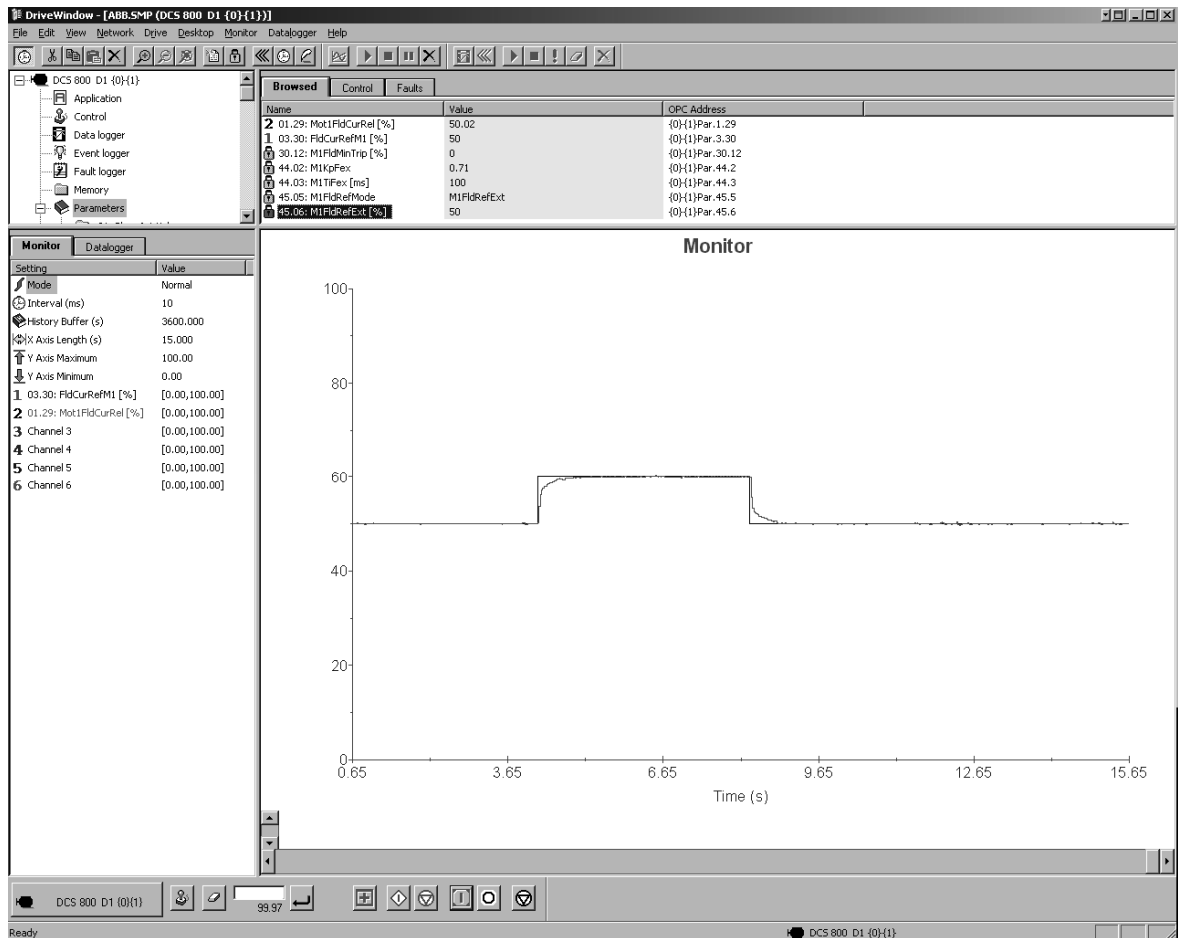 DriveWindow - [ABB.SMP (DCS 800 D1 {0}{1})]
File Edit View Network Drive Desktop Monitor Datalogger Help
DCS 800 D1 {0}{1}
Application
Control
Data logger
Event logger
Fault logger
Memory
Parameters
Browsed Control Faults
Name Value OPC Address
2 01.29: Mot1FldCurRel [%] 50.02 {0}{1}Par.1.29
1 03.30: FldCurRefM1 [%] 50 {0}{1}Par.3.30
30.12: M1FldMinTrip [%] 0 {0}{1}Par.30.12
44.02: M1KpFex 0.71 {0}{1}Par.44.2
44.03: M1TiFex [ms] 100 {0}{1}Par.44.3
45.05: M1FldRefMode M1FldRefExt {0}{1}Par.45.5
45.06: M1FldRefExt [%] 50 {0}{1}Par.45.6
Monitor Datalogger
Setting Value
Mode Normal
Interval (ms) 10
History Buffer (s) 3600.000
X Axis Length (s) 15.000
Y Axis Maximum 100.00
Y Axis Minimum 0.00
1 03.30: FldCurRefM1 [%] [0.00,100.00]
2 01.29: Mot1FldCurRel [%] [0.00,100.00]
3 Channel 3 [0.00,100.00]
4 Channel 4 [0.00,100.00]
5 Channel 5 [0.00,100.00]
6 Channel 6 [0.00,100.00]
Monitor
100
80
60
40
20
0
0.65 3.65 6.65 9.65 12.65 15.65
Time (s)
DCS 800 D1 {0}{1}
99.97
Ready
DCS 800 D1 {0}{1}